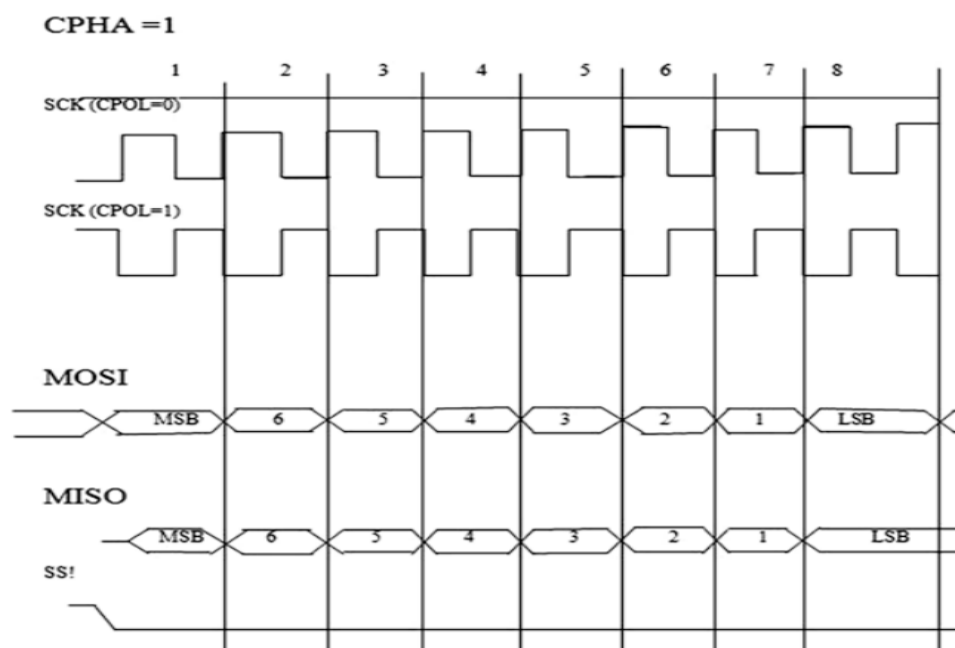 CPHA =1
1 2 3 4 5 6 7 8
SCK (CPOL=0)
SCK (CPOL=1)
MOSI
MSB 6 5 4 3 2 1 LSB
MISO
MSB 6 5 4 3 2 1 LSB
SS!